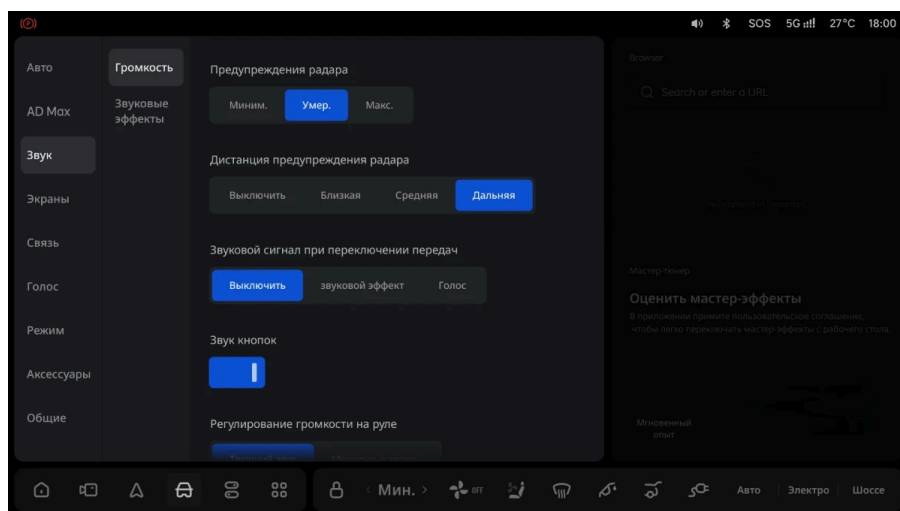 (P)
SOS 5G 27°C 18:00
Авто
AD Max
Звук
Экраны
Связь
Голос
Режим
Аксессуары
Общие
Громкость
Звуковые
эффекты
Предупреждения радара
Миним. Умер. Макс.
Дистанция предупреждения радара
Выключить Близкая Средняя Дальняя
Звуковой сигнал при переключении передач
Выключить звуковой эффект Голос
Звук кнопок
Регулирование громкости на руле
Browser
Search or enter a URL
Мастер-тюнер
Оценить мастер-эффекты
В приложении примите пользовательское соглашение,
чтобы легко переключать мастер-эффекты с рабочего стола.
Мгновенный
опыт
< Мин. > OFF Авто Электро Шоссе